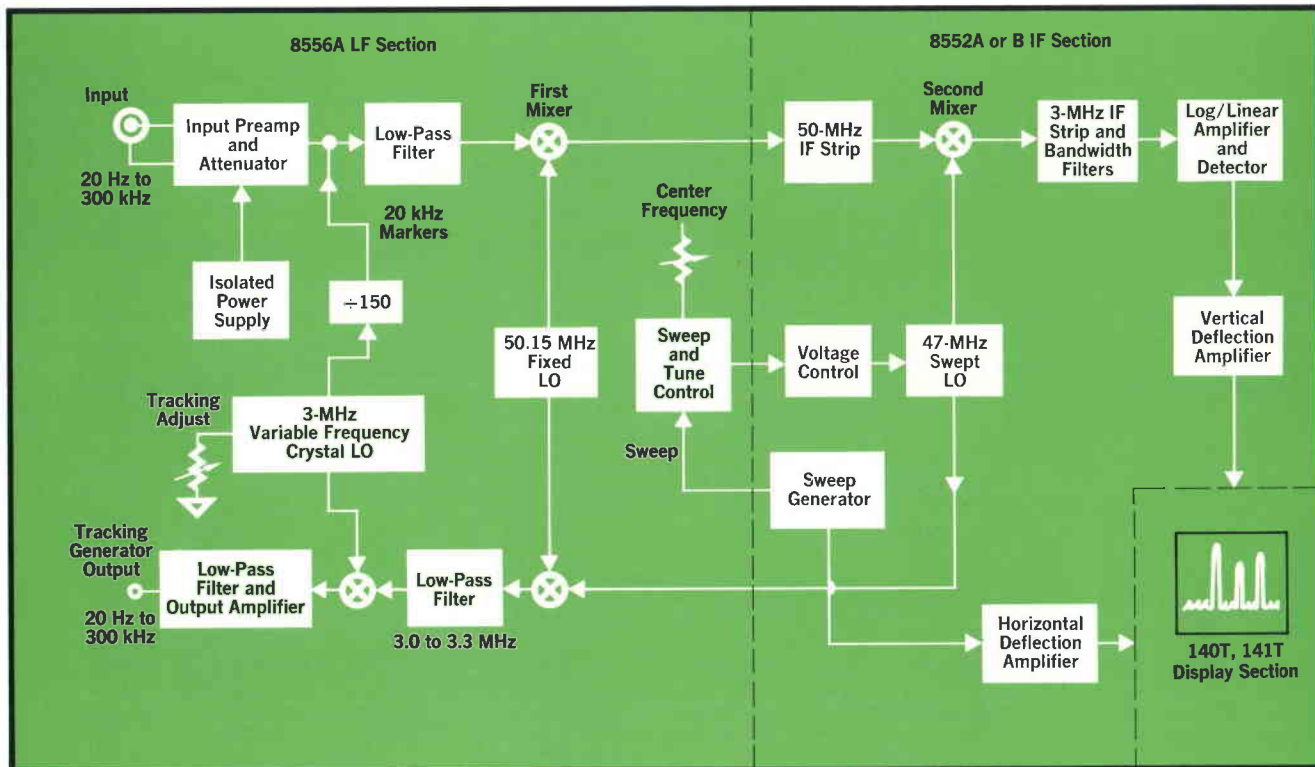 8556A LF Section
8552A or B IF Section
Input
20 Hz to
300 kHz
Input Preamp
and
Attenuator
Low-Pass
Filter
First
Mixer
50-MHz
IF Strip
Second
Mixer
3-MHz IF
Strip and
Bandwidth
Filters
Log/Linear
Amplifier
and
Detector
20 kHz
Markers
Center
Frequency
Isolated
Power
Supply
÷150
50.15 MHz
Fixed
LO
Sweep
and
Tune
Control
Voltage
Control
47-MHz
Swept
LO
Vertical
Deflection
Amplifier
Tracking
Adjust
3-MHz
Variable Frequency
Crystal LO
Sweep
Sweep
Generator
Tracking
Generator
Output
20 Hz to
300 kHz
Low-Pass
Filter and
Output Amplifier
Low-Pass
Filter
3.0 to 3.3 MHz
Horizontal
Deflection
Amplifier
140T, 141T
Display Section